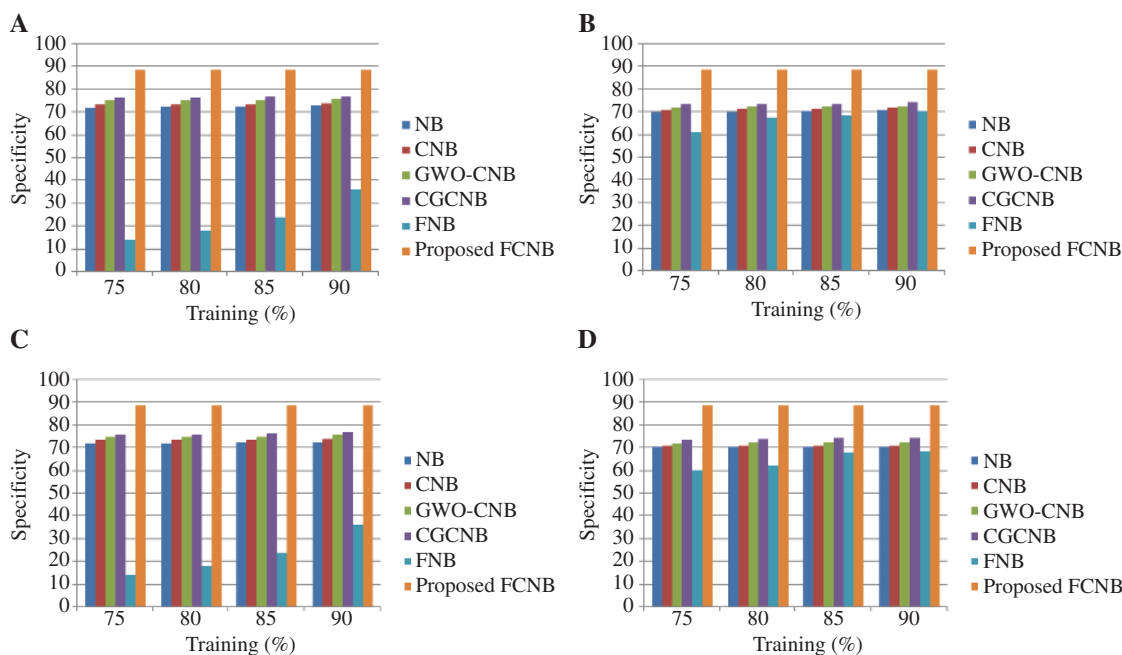 A
100
90
80
70
60
50
40
30
20
10
0
Specificity
75 80 85 90
Training (%)
NB
CNB
GWO-CNB
CGCNB
FNB
Proposed FCNB
B
100
90
80
70
60
50
40
30
20
10
0
Specificity
75 80 85 90
Training (%)
NB
CNB
GWO-CNB
CGCNB
FNB
Proposed FCNB
C
100
90
80
70
60
50
40
30
20
10
0
Specificity
75 80 85 90
Training (%)
NB
CNB
GWO-CNB
CGCNB
FNB
Proposed FCNB
D
100
90
80
70
60
50
40
30
20
10
0
Specificity
75 80 85 90
Training (%)
NB
CNB
GWO-CNB
CGCNB
FNB
Proposed FCNB